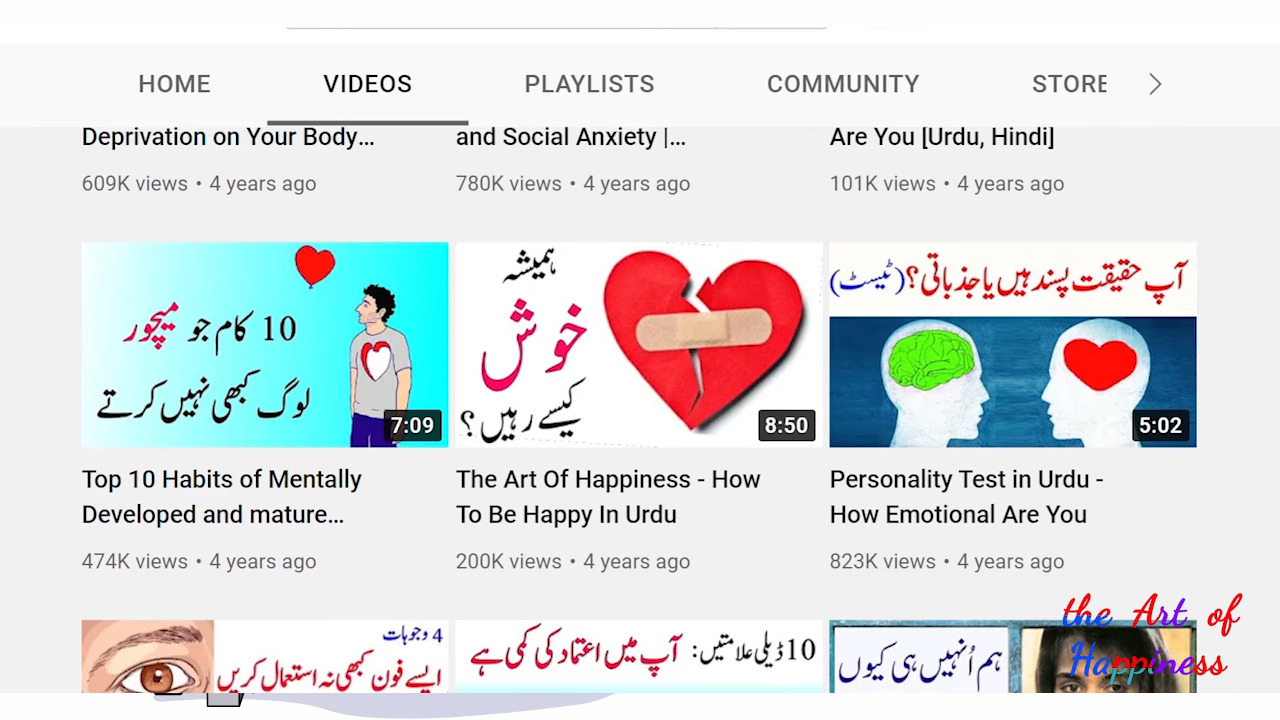 HOME VIDEOS PLAYLISTS COMMUNITY STORE
Deprivation on Your Body...
609K views • 4 years ago
and Social Anxiety |...
780K views • 4 years ago
Are You [Urdu, Hindi]
101K views • 4 years ago
10 کام جو میچور
لوگ کبھی نہیں کرتے
7:09
Top 10 Habits of Mentally
Developed and mature...
474K views • 4 years ago
ہمیشہ
خوش
کیسے رہیں؟
8:50
The Art Of Happiness - How
To Be Happy In Urdu
200K views • 4 years ago
آپ حقیقت پسند ہیں یا جذباتی؟ (ٹیسٹ)
5:02
Personality Test in Urdu -
How Emotional Are You
823K views • 4 years ago
4 وجوہات
ایسے فون کبھی نہ استعمال کریں
10 ڈیلی علامتیں: آپ میں اعتماد کی کمی ہے
ہم اُنہیں ہی کیوں
the Art of
Happiness